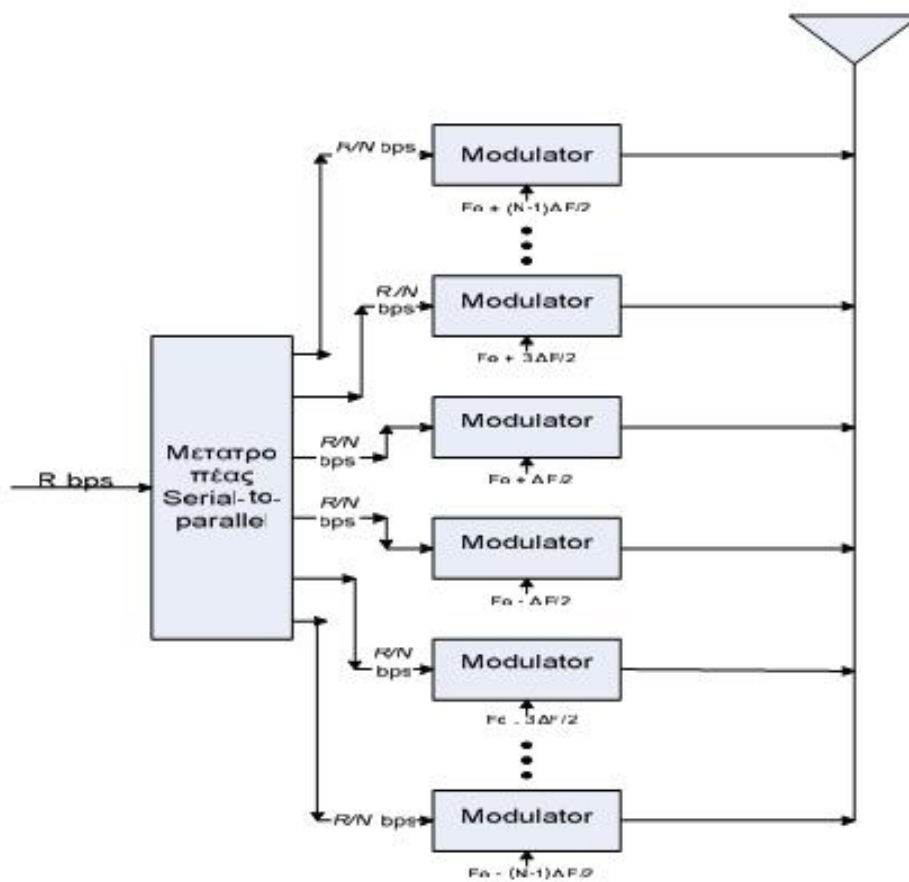 R/N bps
Modulator
Fo + (N-1)ΔF/2
R/N
bps
Modulator
Fo + 3ΔF/2
R/N
bps
Modulator
Fo + ΔF/2
R bps
Μετατρο
πέας
Serial-to-
parallel
R/N
bps
Modulator
Fo - ΔF/2
R/N
bps
Modulator
Fo - 3ΔF/2
R/N bps
Modulator
Fo - (N-1)ΔF/2